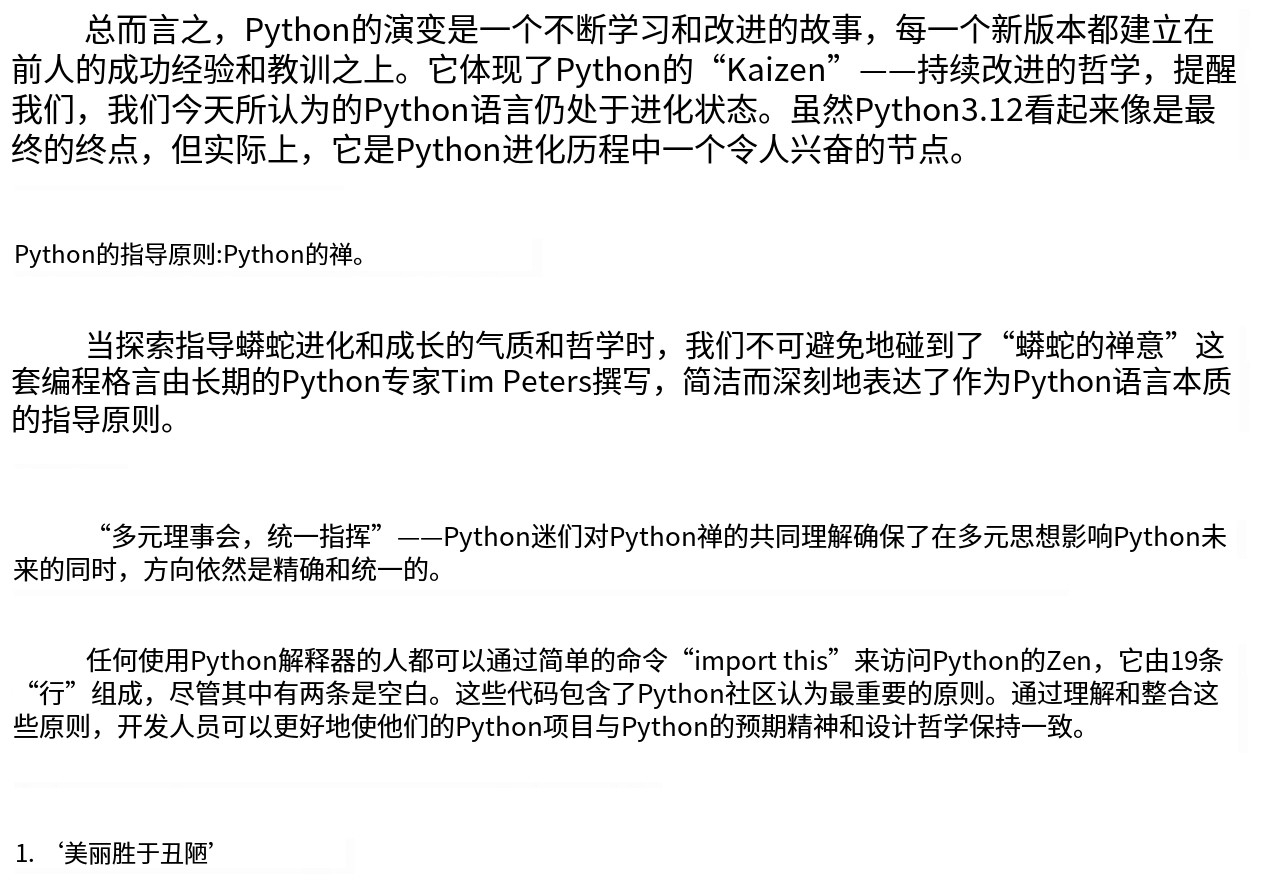 总而言之，Python的演变是一个不断学习和改进的故事，每一个新版本都建立在
前人的成功经验和教训之上。它体现了Python的“Kaizen”——持续改进的哲学，提醒
我们，我们今天所认为的Python语言仍处于进化状态。虽然Python3.12看起来像是最
终的终点，但实际上，它是Python进化历程中一个令人兴奋的节点。
Python的指导原则:Python的禅。
当探索指导蟒蛇进化和成长的气质和哲学时，我们不可避免地碰到了“蟒蛇的禅意”这
套编程格言由长期的Python专家Tim Peters撰写，简洁而深刻地表达了作为Python语言本质
的指导原则。
“多元理事会，统一指挥”——Python迷们对Python禅的共同理解确保了在多元思想影响Python未
来的同时，方向依然是精确和统一的。
任何使用Python解释器的人都可以通过简单的命令“import this”来访问Python的Zen，它由19条
“行”组成，尽管其中有两条是空白。这些代码包含了Python社区认为最重要的原则。通过理解和整合这
些原则，开发人员可以更好地使他们的Python项目与Python的预期精神和设计哲学保持一致。
1. ‘美丽胜于丑陋’